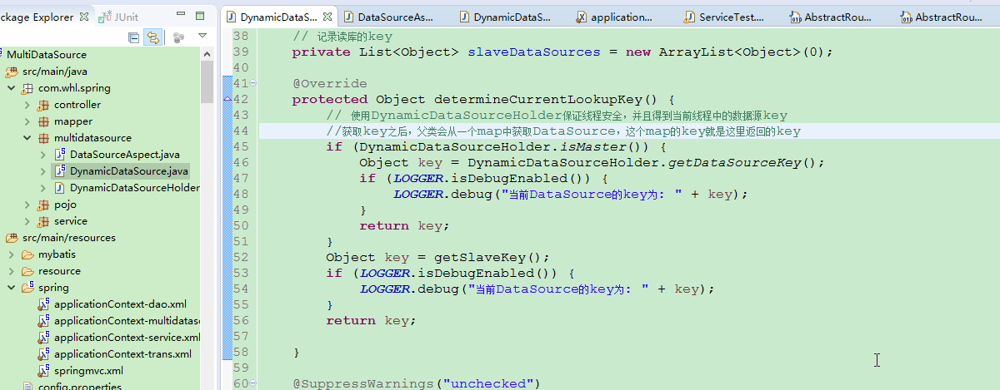 ckage Explorer
JUnit
MultiDataSource
src/main/java
com.whl.spring
controller
mapper
multidatasource
DataSourceAspect.java
DynamicDataSource.java
DynamicDataSourceHolder
pojo
service
src/main/resources
mybatis
resource
spring
applicationContext-dao.xml
applicationContext-multidataso
applicationContext-service.xml
applicationContext-trans.xml
springmvc.xml
config.properties
DynamicDataS...
DataSourceAs...
DynamicDataS...
application...
ServiceTest....
AbstractRou...
AbstractRou...
38 // 记录读库的key
39 private List<Object> slaveDataSources = new ArrayList<Object>(0);
40
41 @Override
42 protected Object determineCurrentLookupKey() {
43 // 使用DynamicDataSourceHolder保证线程安全，并且得到当前线程中的数据源key
44 //获取key之后，父类会从一个map中获取DataSource，这个map的key就是这里返回的key
45 if (DynamicDataSourceHolder.isMaster()) {
46 Object key = DynamicDataSourceHolder.getDataSourceKey();
47 if (LOGGER.isDebugEnabled()) {
48 LOGGER.debug("当前DataSource的key为: " + key);
49 }
50 return key;
51 }
52 Object key = getSlaveKey();
53 if (LOGGER.isDebugEnabled()) {
54 LOGGER.debug("当前DataSource的key为: " + key);
55 }
56 return key;
57
58 }
59
60 @SuppressWarnings("unchecked")